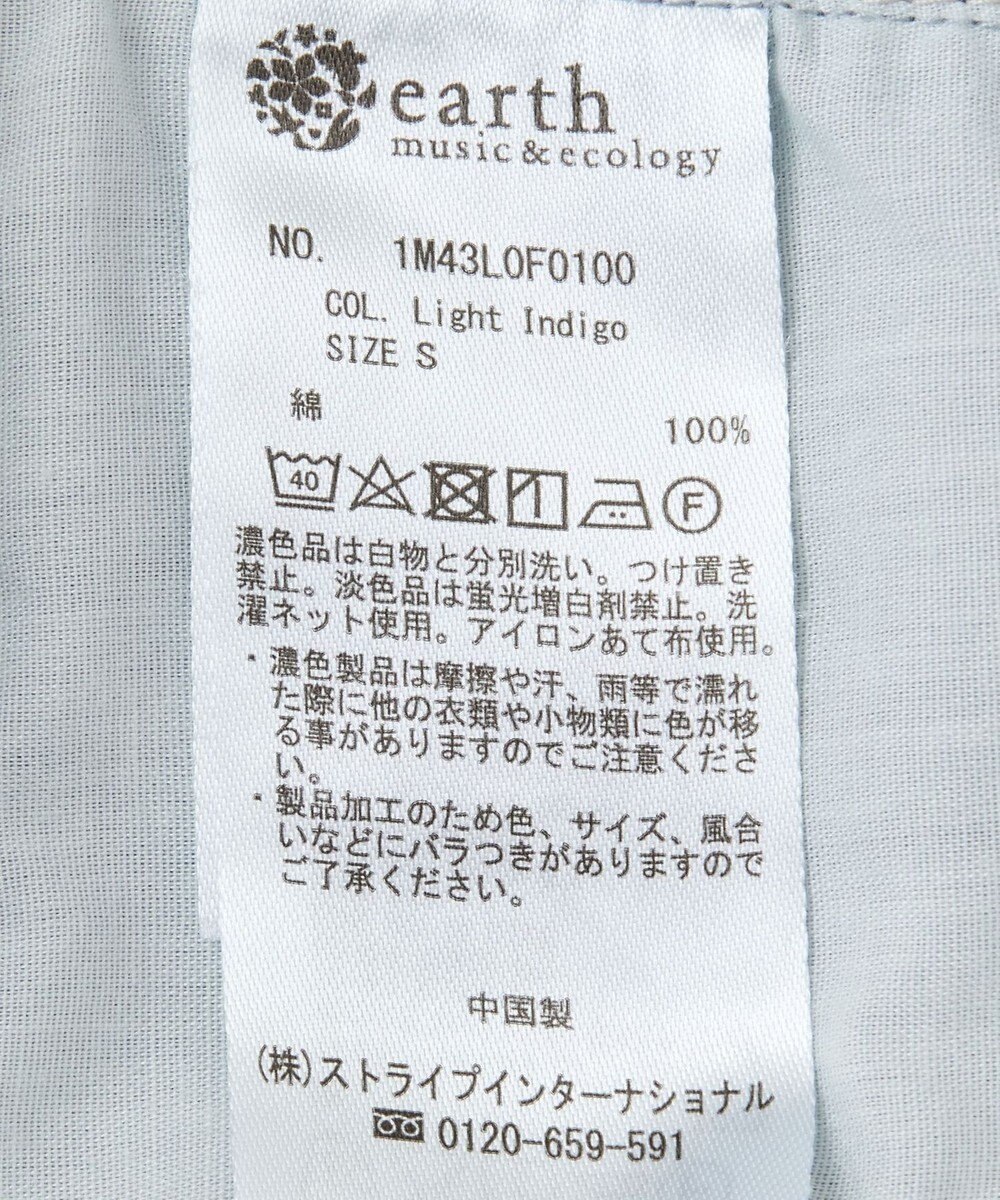 earth
music&ecology
NO. 1M43L0F0100
COL. Light Indigo
SIZE S
綿
100%
40 F
濃色品は白物と分別洗い。つけ置き
禁止。淡色品は蛍光増白剤禁止。洗
濯ネット使用。アイロンあて布使用。
・濃色製品は摩擦や汗、雨等で濡れ
た際に他の衣類や小物類に色が移
る事がありますのでご注意くださ
い。
・製品加工のため色、サイズ、風合
いなどにバラつきがありますので
ご了承ください。
中国製
(株)ストライプインターナショナル
0120-659-591